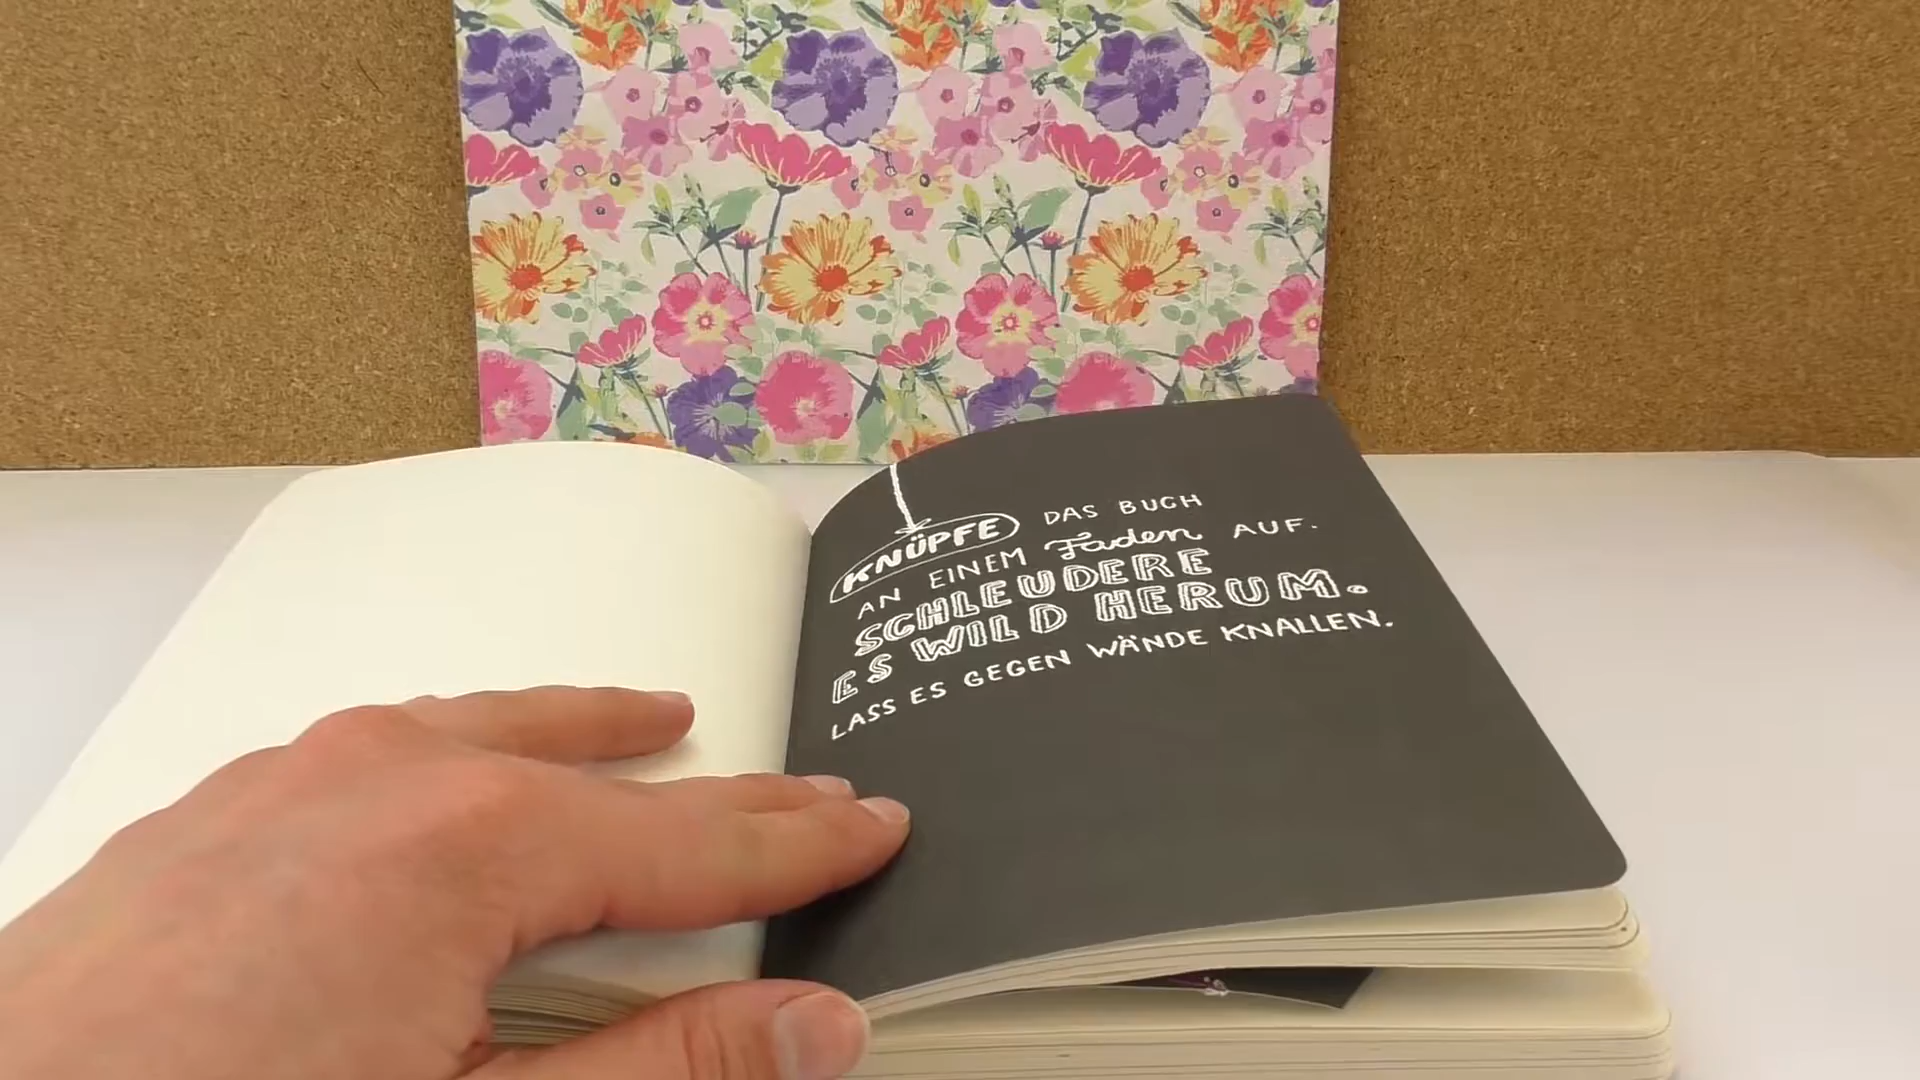 KNÜPFE DAS BUCH
AN EINEM Faden AUF.
SCHLEUDERE
ES WILD HERUM.
LASS ES GEGEN WÄNDE KNALLEN.